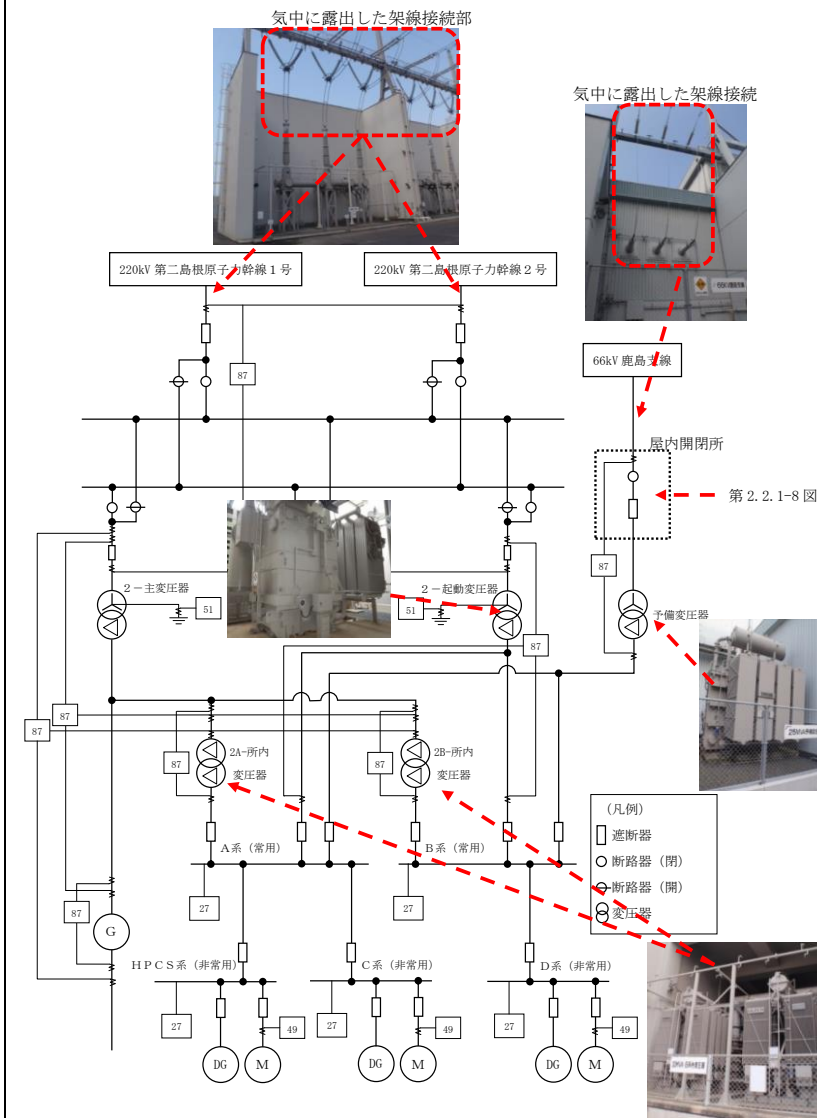 気中に露出した架線接続部
気中に露出した架線接続
220kV 第二島根原子力幹線１号
220kV 第二島根原子力幹線２号
87
66kV 鹿島支線
屋内開閉所
第 2.2.1-8 図
87
２－主変圧器
51
51
２－起動変圧器
予備変圧器
87
87
87
87
2A-所内
変圧器
87
2B-所内
変圧器
(凡例)
遮断器
断路器（閉）
断路器（開）
変圧器
Ａ系（常用）
Ｂ系（常用）
27
27
87
G
ＨＰＣＳ系（非常用）
Ｃ系（非常用）
Ｄ系（非常用）
27
49
27
49
27
49
DG
M
DG
M
DG
M